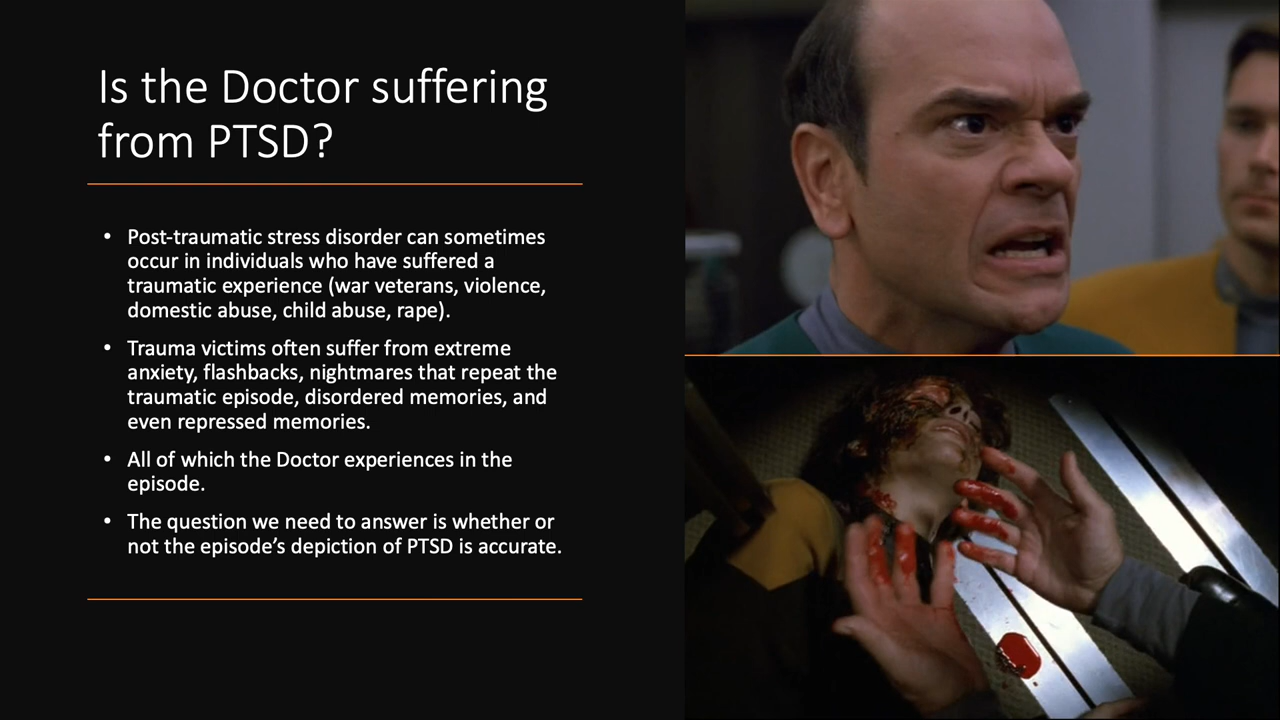 Is the Doctor suffering
from PTSD?
• Post-traumatic stress disorder can sometimes
occur in individuals who have suffered a
traumatic experience (war veterans, violence,
domestic abuse, child abuse, rape).
• Trauma victims often suffer from extreme
anxiety, flashbacks, nightmares that repeat the
traumatic episode, disordered memories, and
even repressed memories.
• All of which the Doctor experiences in the
episode.
• The question we need to answer is whether or
not the episode’s depiction of PTSD is accurate.